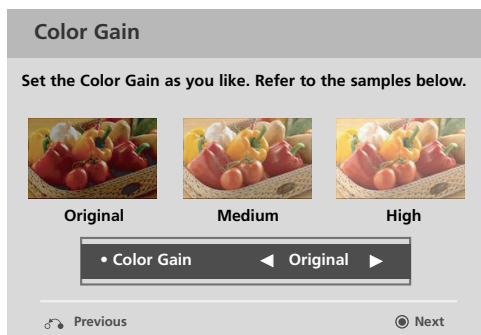 Color Gain
Set the Color Gain as you like. Refer to the samples below.
Original Medium High
• Color Gain ◀ Original ▶
Previous Next